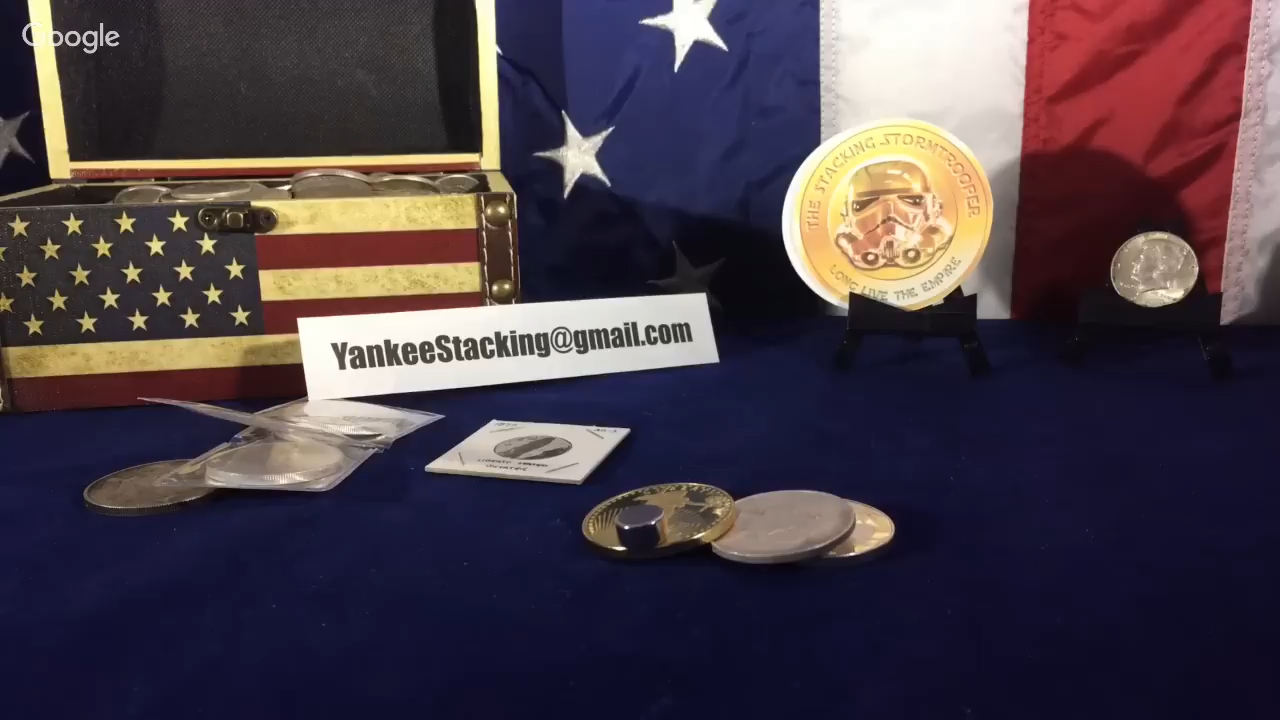 Google
THE STACKING STORMTROOPER
LONG LIVE THE EMPIRE
YankeeStacking@gmail.com